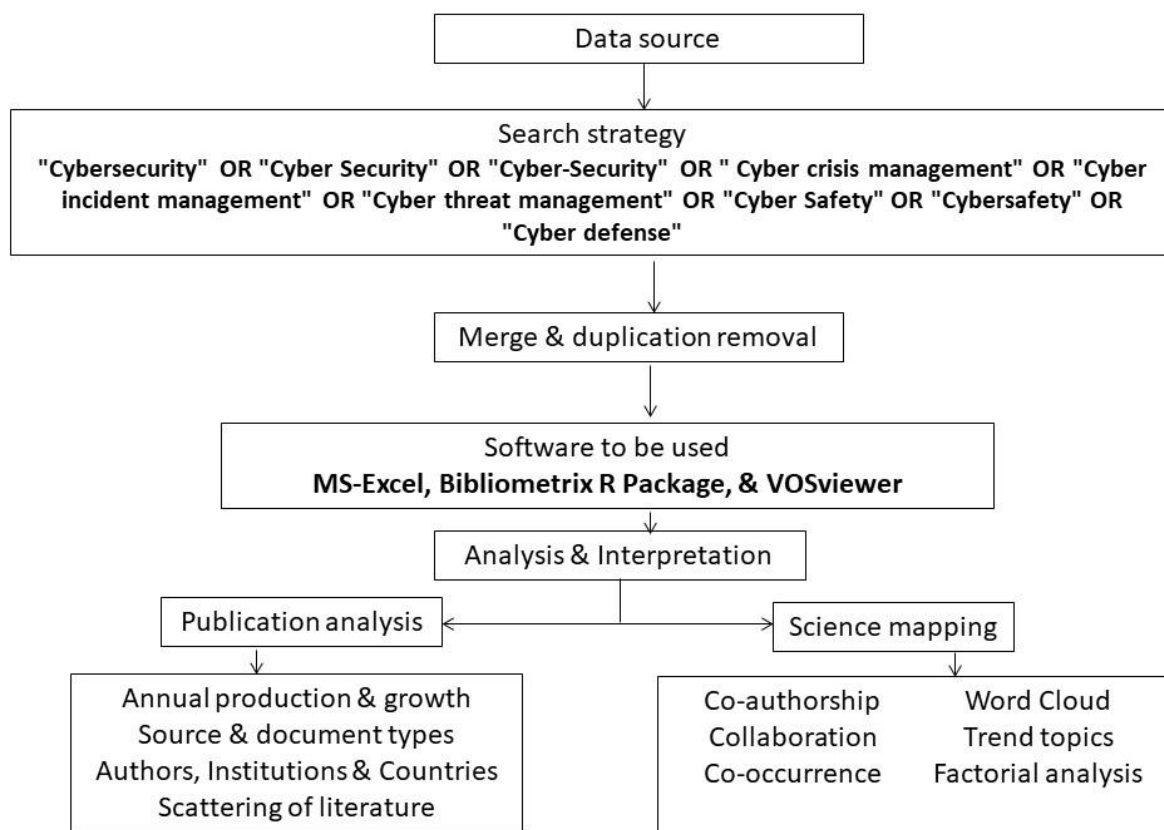 Data source
Search strategy
"Cybersecurity" OR "Cyber Security" OR "Cyber-Security" OR " Cyber crisis management" OR "Cyber
incident management" OR "Cyber threat management" OR "Cyber Safety" OR "Cybersafety" OR
"Cyber defense"
Merge & duplication removal
Software to be used
MS-Excel, Bibliometrix R Package, & VOSviewer
Analysis & Interpretation
Publication analysis
Science mapping
Annual production & growth
Source & document types
Authors, Institutions & Countries
Scattering of literature
Co-authorship
Collaboration
Co-occurrence
Word Cloud
Trend topics
Factorial analysis